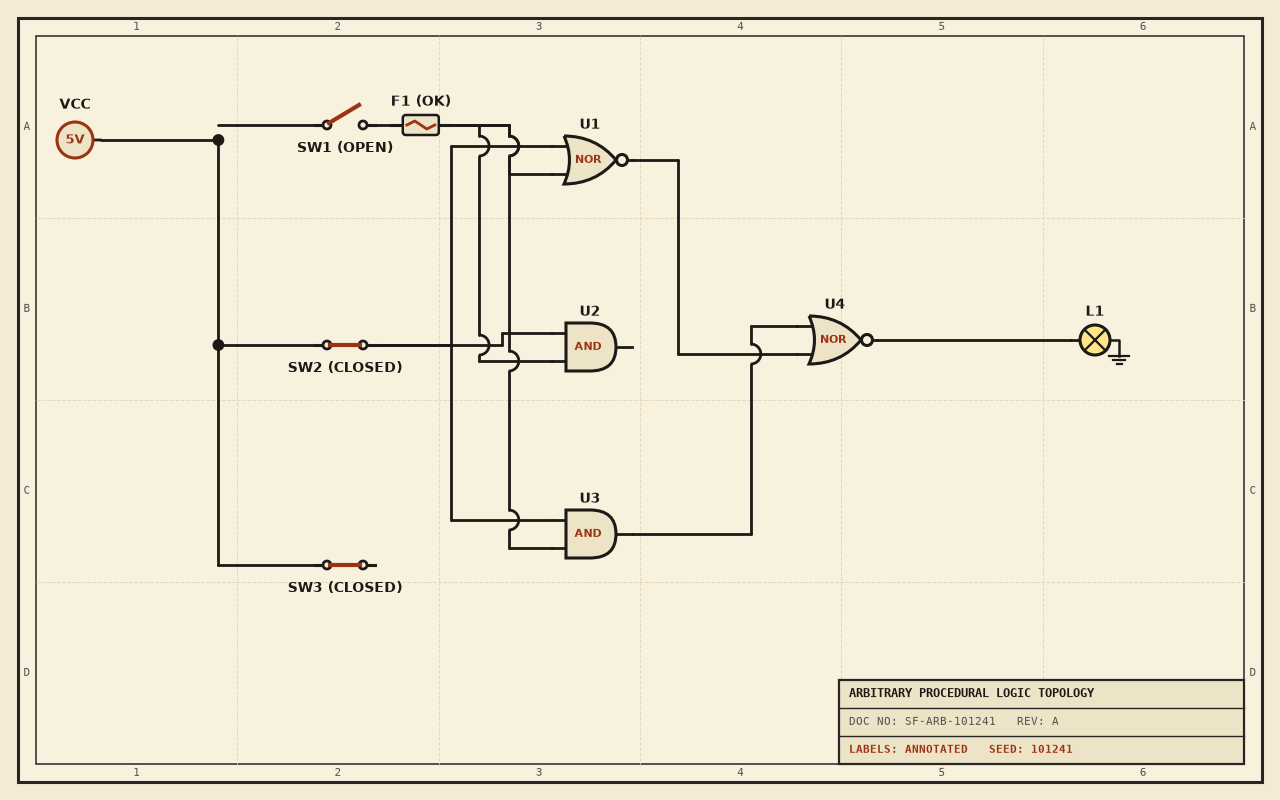 1 2 3 4 5 6
VCC
5V
F1 (OK)
SW1 (OPEN)
U1
NOR
A A
U2
AND
SW2 (CLOSED)
U4
NOR
L1
B B
U3
AND
SW3 (CLOSED)
C C
D D
ARBITRARY PROCEDURAL LOGIC TOPOLOGY
DOC NO: SF-ARB-101241 REV: A
LABELS: ANNOTATED SEED: 101241
1 2 3 4 5 6